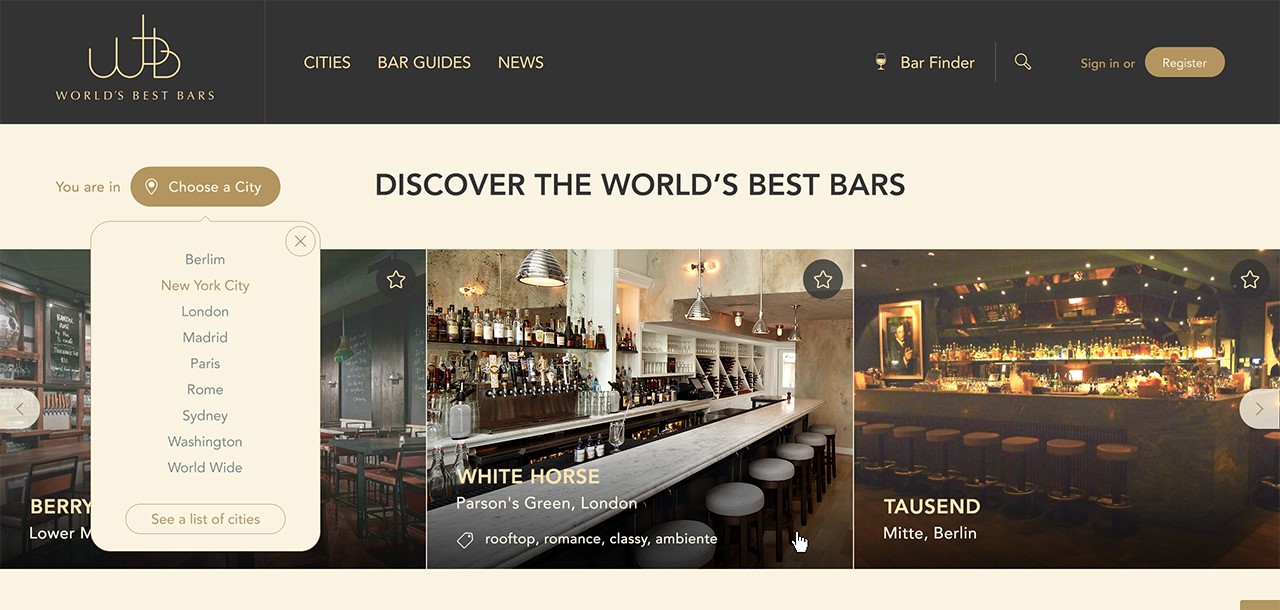 WORLD'S BEST BARS
CITIES
BAR GUIDES
NEWS
Bar Finder
Sign in or
Register
You are in
Choose a City
DISCOVER THE WORLD'S BEST BARS
Berlim
New York City
London
Madrid
Paris
Rome
Sydney
Washington
World Wide
See a list of cities
BERRY
Lower M
WHITE HORSE
Parson's Green, London
rooftop, romance, classy, ambiente
TAUSEND
Mitte, Berlin